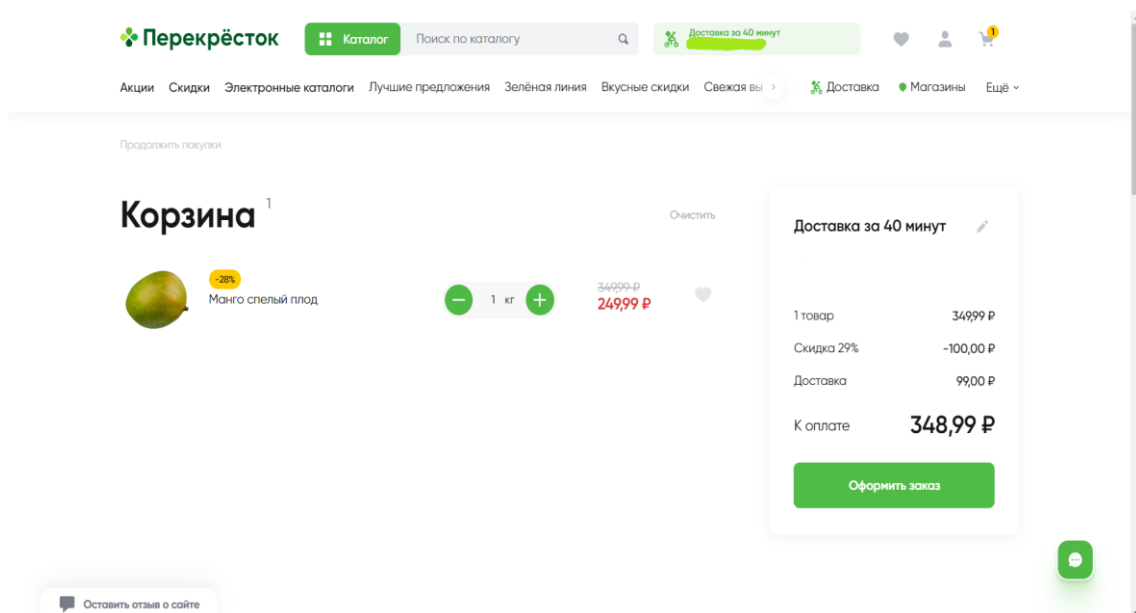 Перекрёсток
Каталог
Поиск по каталогу
Доставка за 40 минут
1
Акции Скидки Электронные каталоги Лучшие предложения Зелёная линия Вкусные скидки Свежая вы > Доставка Магазины Ещё
Продолжить покупки
Корзина 1
Очистить
-28%
Манго спелый плод
1 кг
349,99 ₽
249,99 ₽
Доставка за 40 минут
1 товар 349,99 ₽
Скидка 29% -100,00 ₽
Доставка 99,00 ₽
К оплате 348,99 ₽
Оформить заказ
Оставить отзыв о сайте